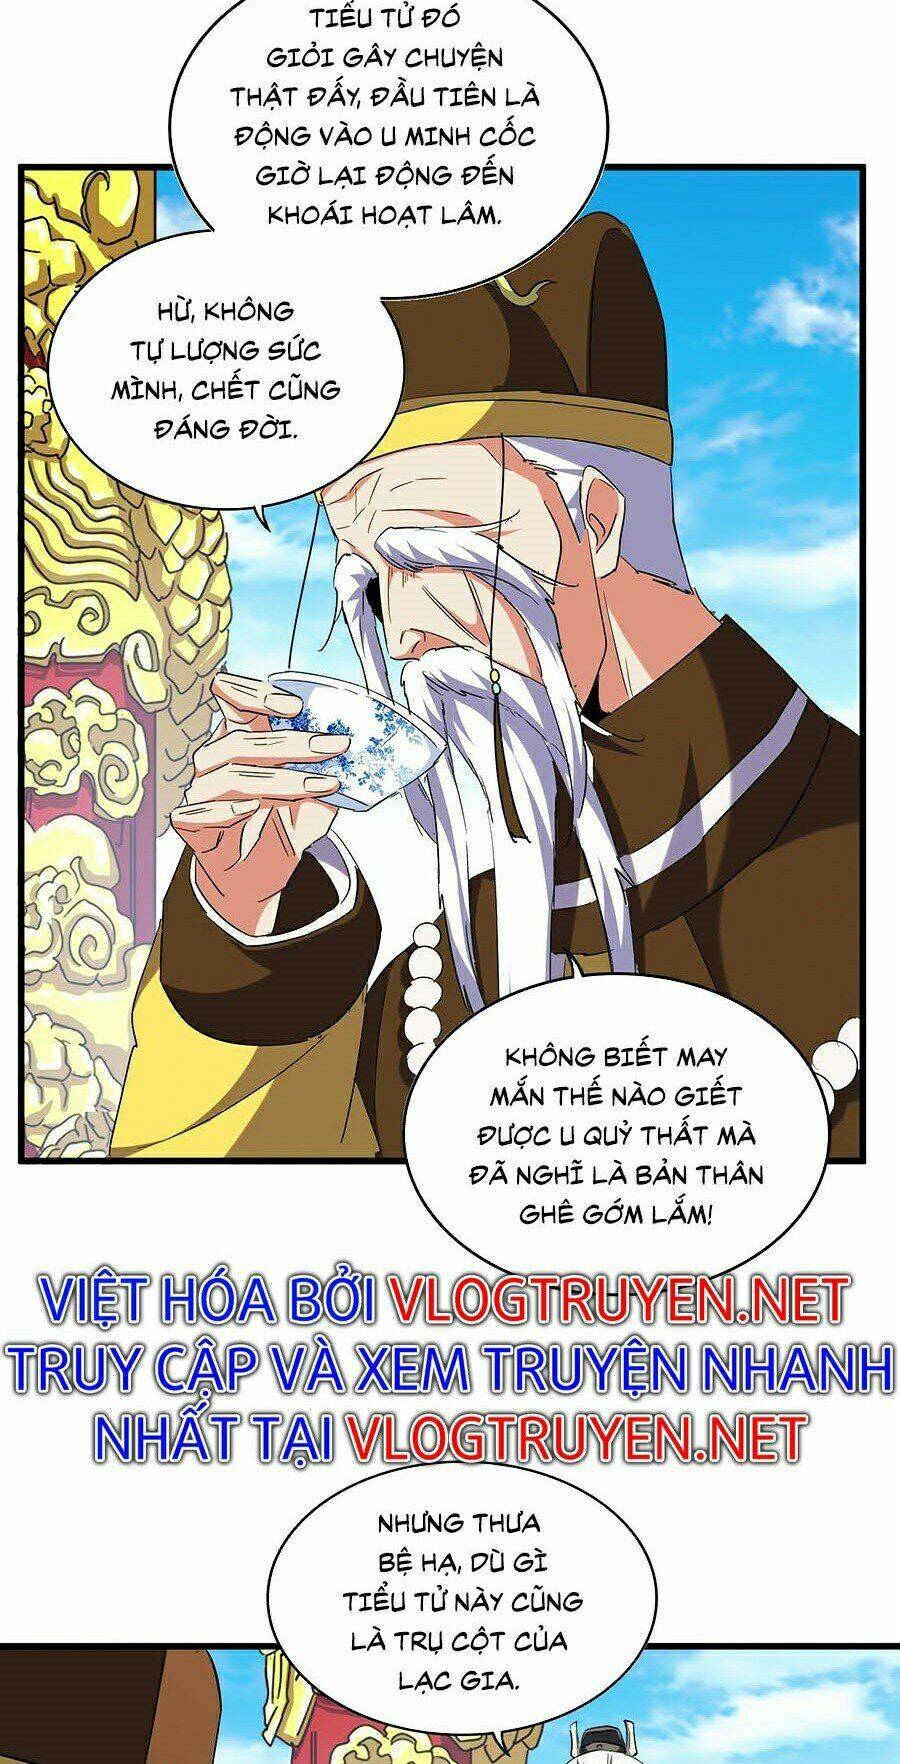 TIỂU TỬ ĐÓ
GIỎI GÂY CHUYỆN
THẬT ĐẤY, ĐẦU TIÊN LÀ
ĐỘNG VÀO U MINH CỐC
GIỜ LẠI ĐỘNG ĐẾN
KHOÁI HOẠT LÂM.
HỪ, KHÔNG
TỰ LƯỢNG SỨC
MÌNH, CHẾT CŨNG
ĐÁNG ĐỜI.
KHÔNG BIẾT MAY
MẮN THẾ NÀO GIẾT
ĐƯỢC U QUỶ THẤT MÀ
ĐÃ NGHĨ LÀ BẢN THÂN
GHÊ GỚM LẮM!
VIỆT HÓA BỞI VLOGTRUYEN.NET
TRUY CẬP VÀ XEM TRUYỆN NHANH
NHẤT TẠI VLOGTRUYEN.NET
NHƯNG THƯA
BỆ HẠ, DÙ GÌ
TIỂU TỬ NÀY CŨNG
LÀ TRỤ CỘT CỦA
LẠC GIA.